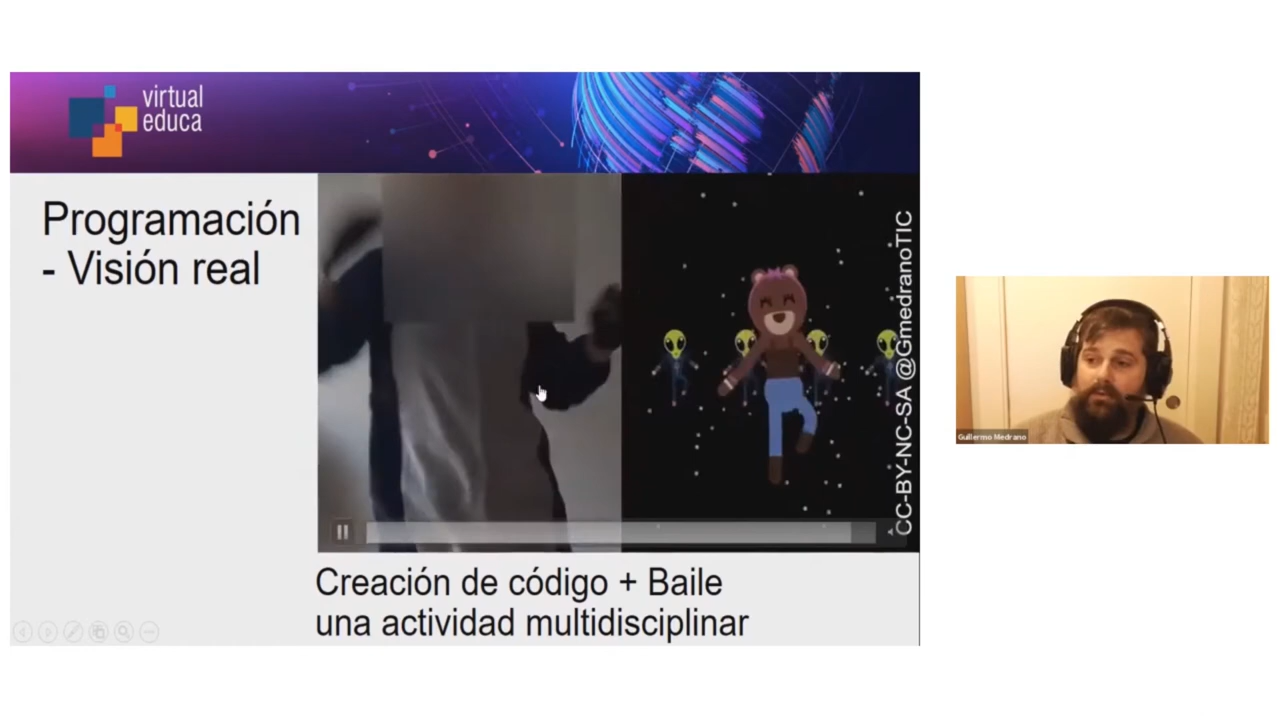 virtual
educa
Programación
- Visión real
CC-BY-NC-SA @GmedranoTIC
Creación de código + Baile
una actividad multidisciplinar
Guillermo Medrano